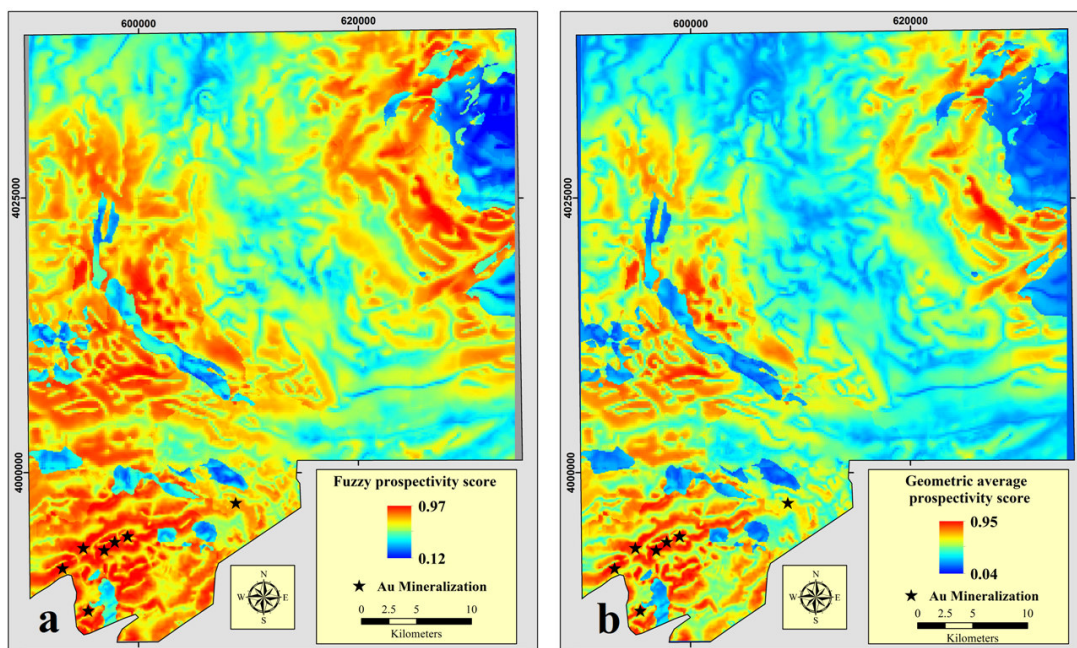 600000
620000
4025000
4000000
Fuzzy prospectivity score
0.97
0.12
Au Mineralization
0 2.5 5 10
Kilometers
N
W E
S
a
600000
620000
4025000
4000000
Geometric average
prospectivity score
0.95
0.04
Au Mineralization
0 2.5 5 10
Kilometers
N
W E
S
b